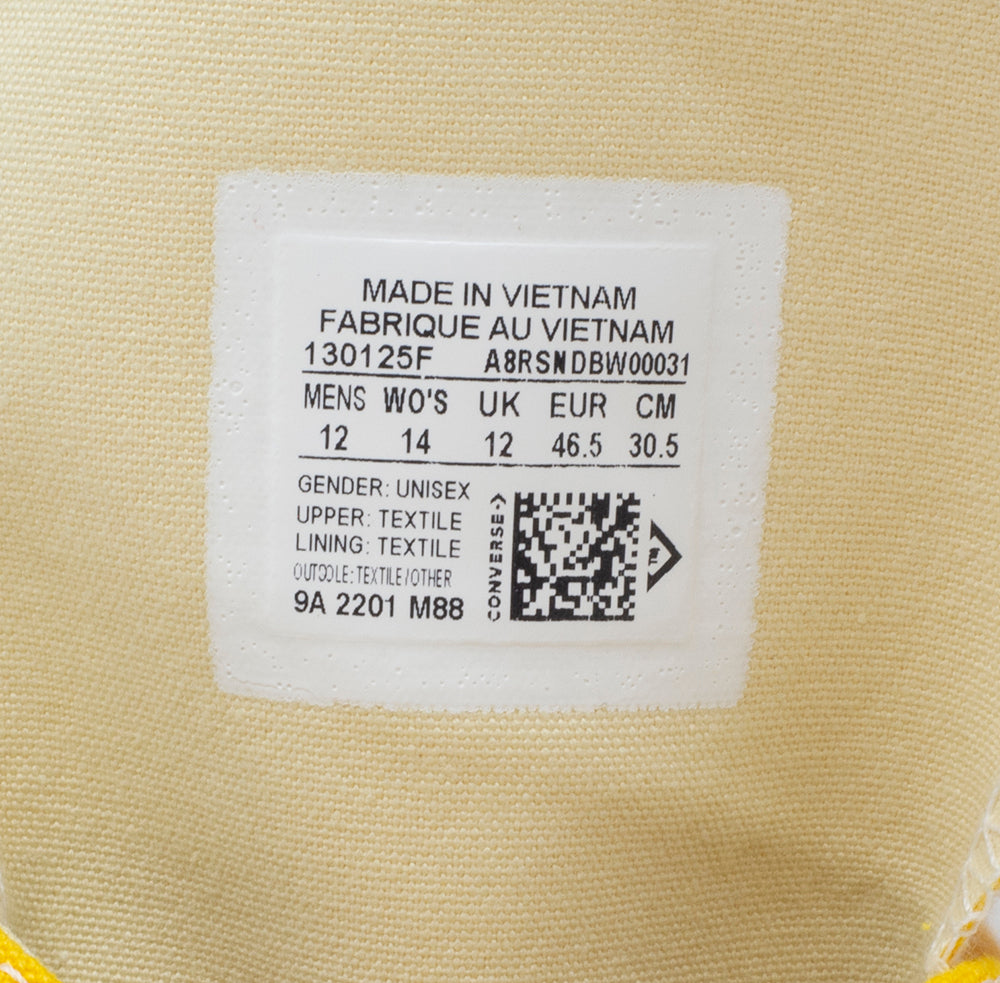 MADE IN VIETNAM
FABRIQUE AU VIETNAM
130125F A8RSNDBW00031
MENS WO'S UK EUR CM
12 14 12 46.5 30.5
GENDER: UNISEX
UPPER: TEXTILE
LINING: TEXTILE
OUTSOLE: TEXTILE/OTHER
9A 2201 M88
CONVERSE
TM